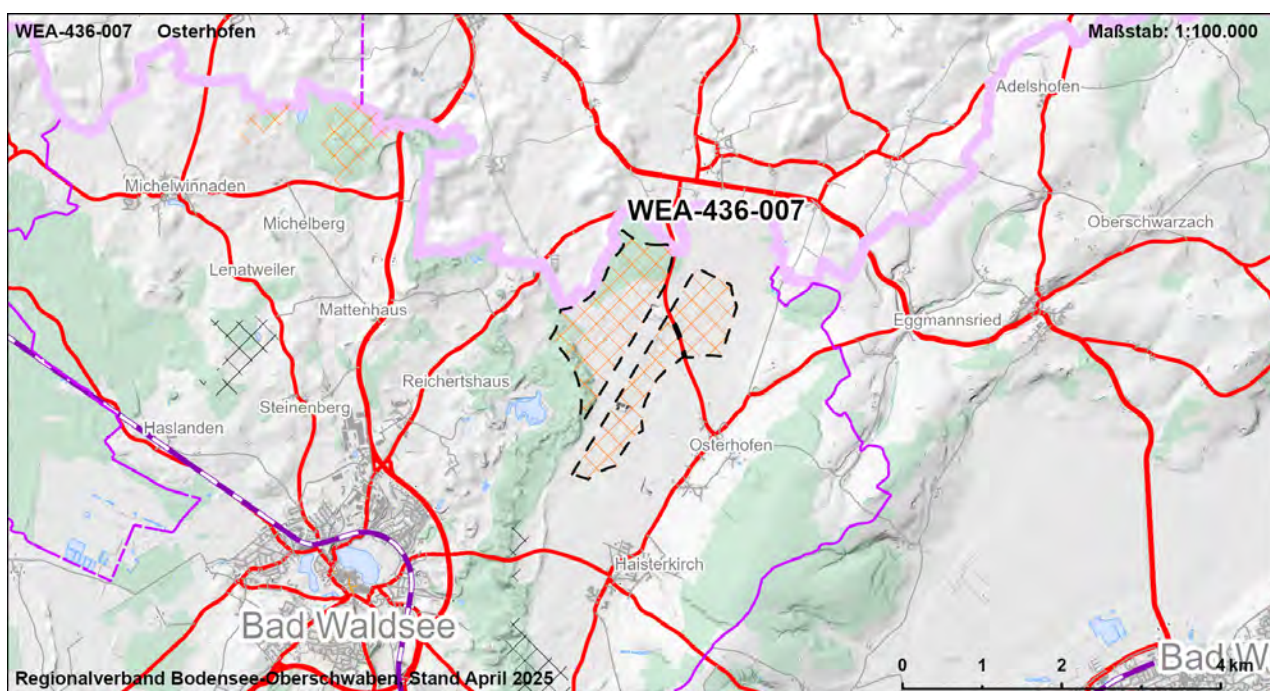 WEA-436-007 Osterhofen
Maßstab: 1:100.000
Adelshofen
Michelwinnaden
WEA-436-007
Oberschwarzach
Michelberg
Lenatweiler
Mattenhaus
Eggmannsried
Reichertshaus
Steinenberg
Haslanden
Osterhofen
Haisterkirch
Bad Waldsee
Bad W
0 1 2 4 km
Regionalverband Bodensee-Oberschwaben, Stand April 2025